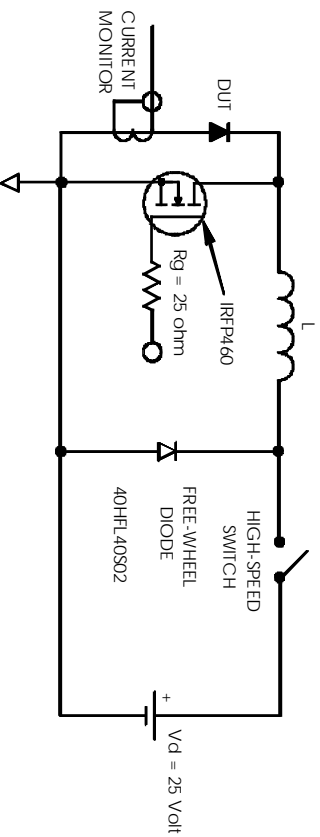 L
HIGH-SPEED
SWITCH
DUT
IRFP460
Rg = 25 ohm
CURRENT
MONITOR
FREE-WHEEL
DIODE
40HFL40S02
+
Vd = 25 Volt